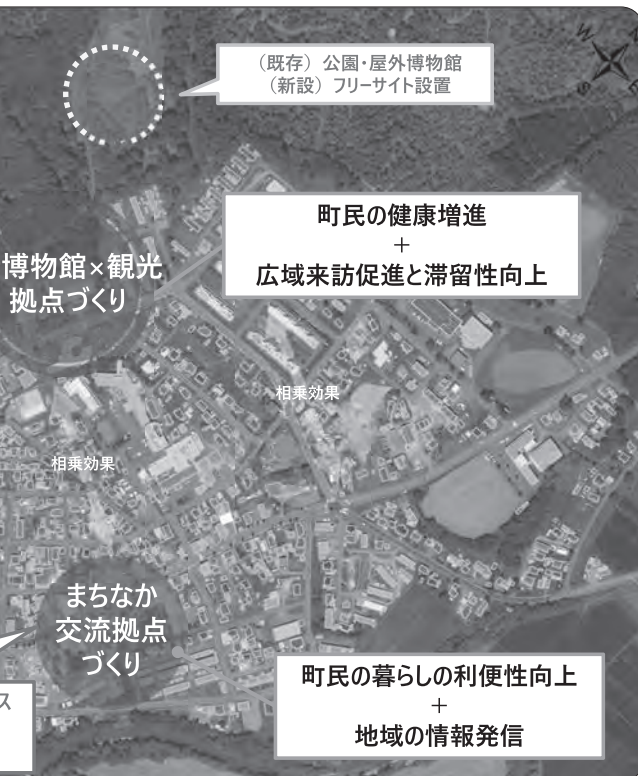 （既存）公園・屋外博物館
（新設）フリーサイト設置
W
S
町民の健康増進
+
広域来訪促進と滞留性向上
博物館×観光
拠点づくり
相乗効果
相乗効果
まちなか
交流拠点
づくり
ス
町民の暮らしの利便性向上
+
地域の情報発信